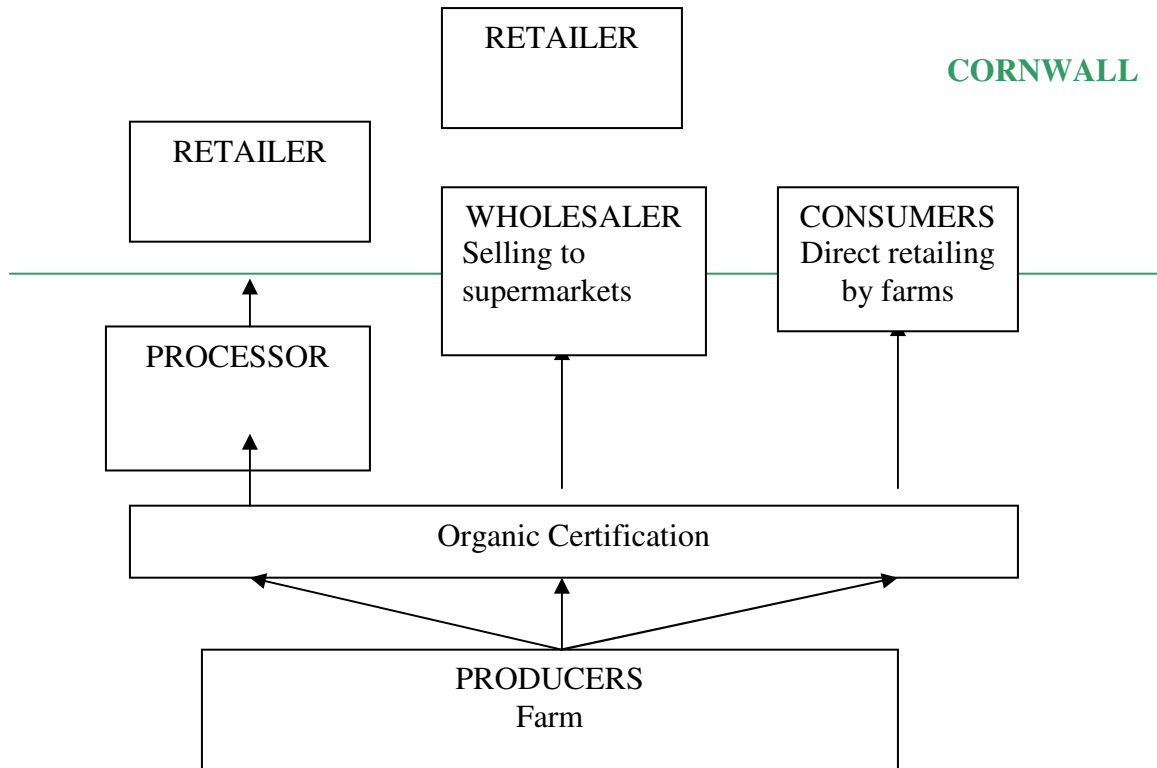 RETAILER
CORNWALL
RETAILER
WHOLESALER
Selling to
supermarkets
CONSUMERS
Direct retailing
by farms
PROCESSOR
Organic Certification
PRODUCERS
Farm